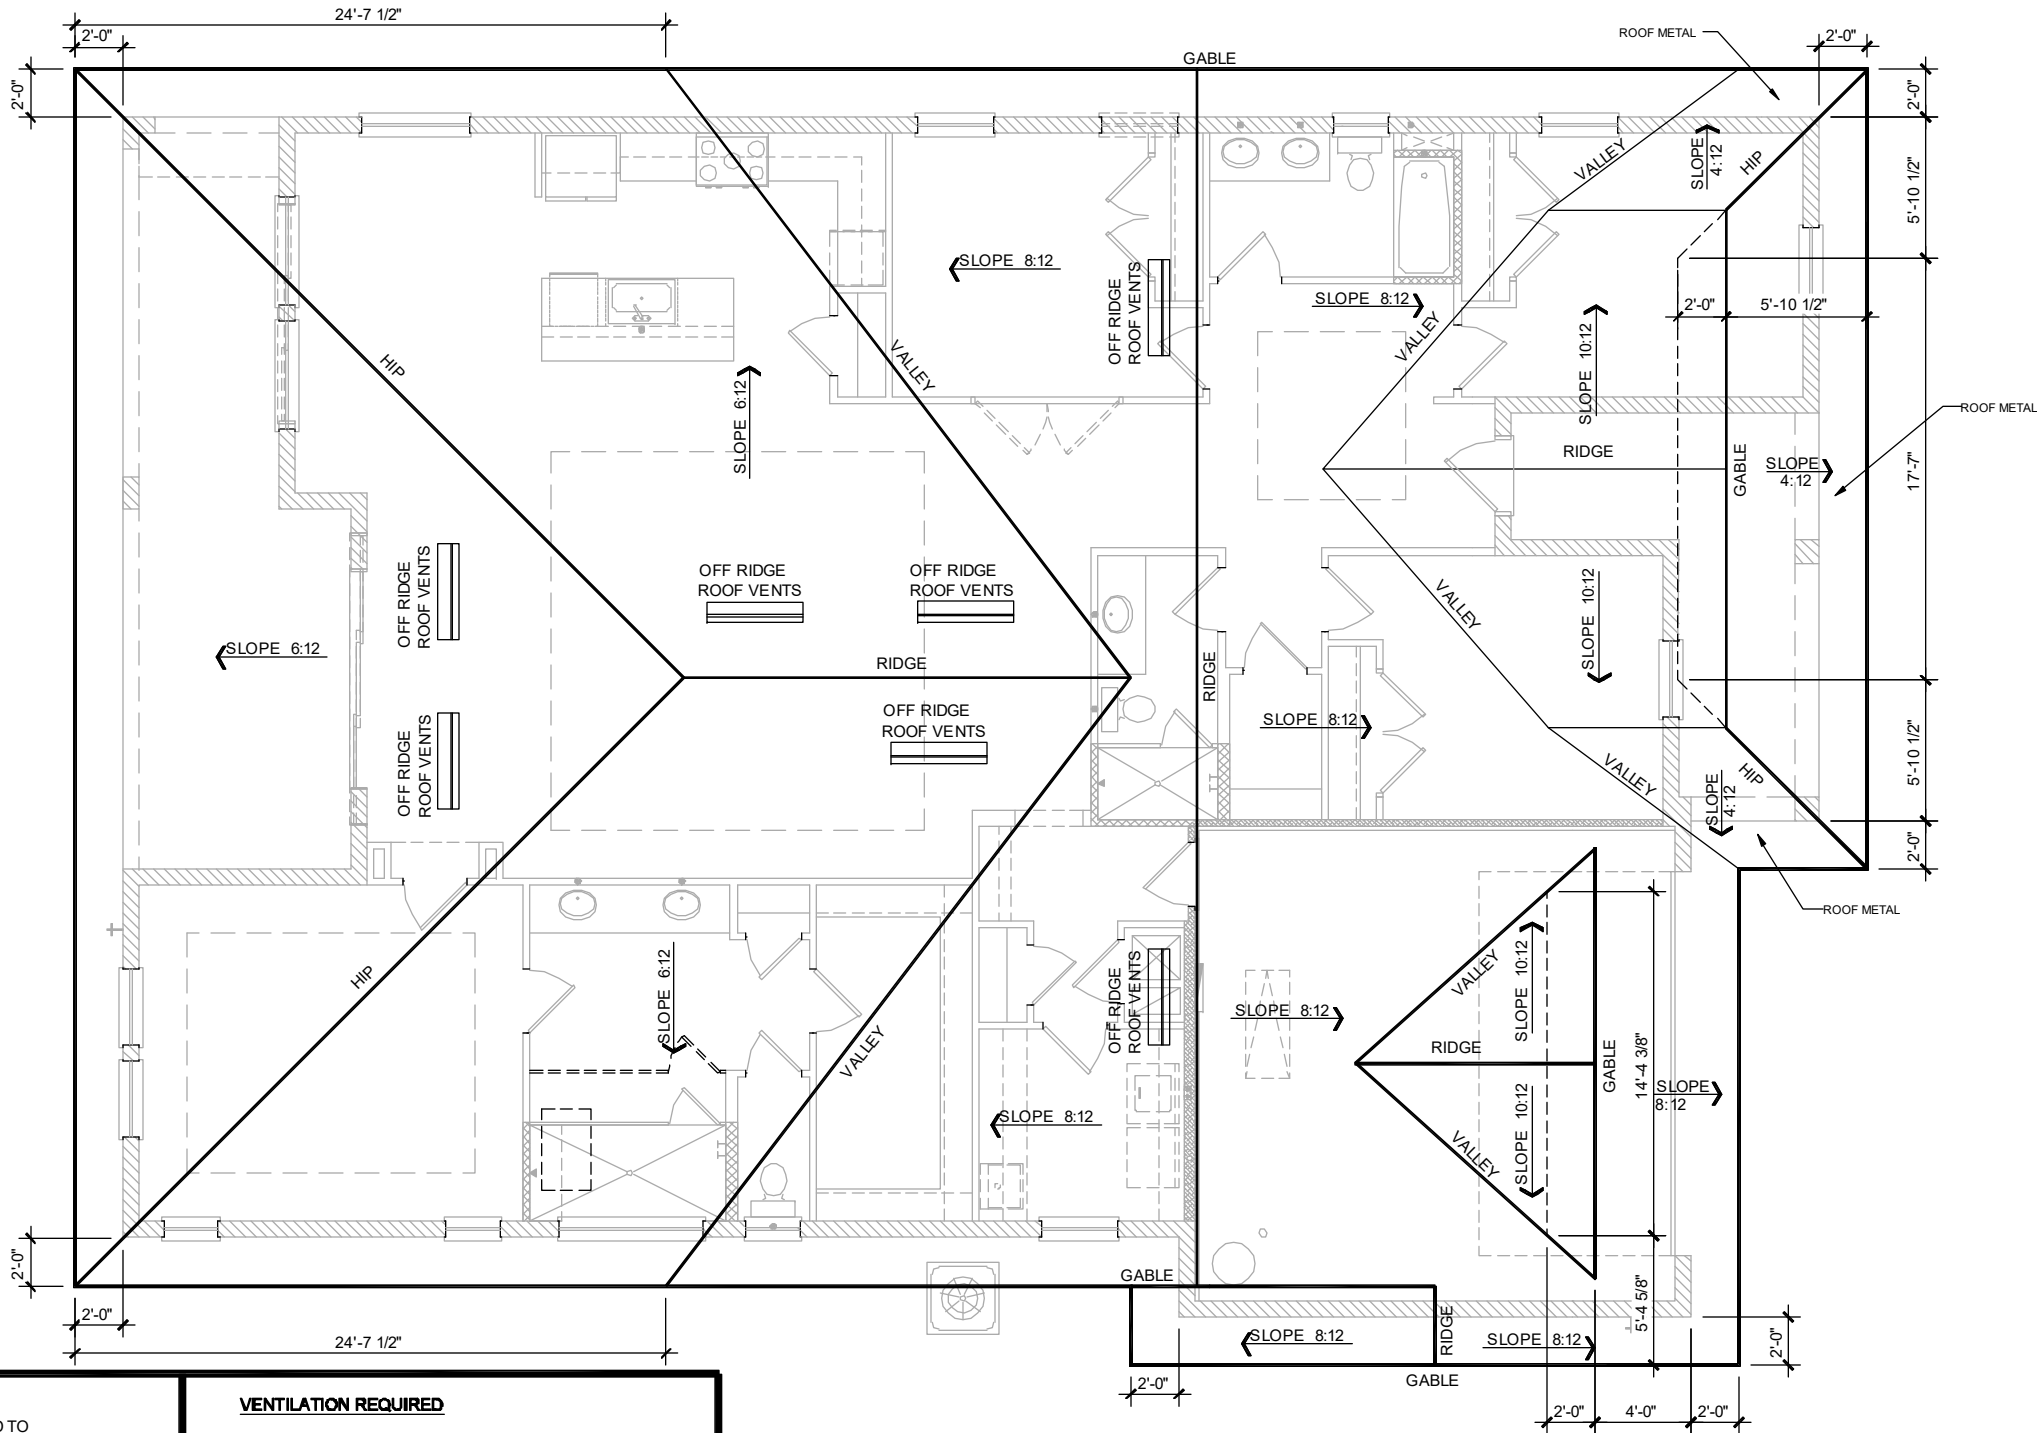 24'-7 1/2"
2'-0"
ROOF METAL
2'-0"
GABLE
2'-0"
2'-0"
VALLEY
SLOPE
4:12
HIP
5'-10 1/2"
SLOPE 8:12
OFF RIDGE
ROOF VENTS
SLOPE 8:12
2'-0"
5'-10 1/2"
HIP
VALLEY
VALLEY
SLOPE 10:12
SLOPE 6:12
ROOF METAL
RIDGE
GABLE
SLOPE
4:12
17'-7"
OFF RIDGE
ROOF VENTS
OFF RIDGE
ROOF VENTS
OFF RIDGE
ROOF VENTS
VALLEY
SLOPE 10:12
SLOPE 6:12
RIDGE
RIDGE
OFF RIDGE
ROOF VENTS
OFF RIDGE
ROOF VENTS
SLOPE 8:12
VALLEY
HIP
SLOPE
4:12
5'-10 1/2"
2'-0"
ROOF METAL
HIP
SLOPE 6:12
OFF RIDGE
ROOF VENTS
VALLEY
SLOPE 10:12
SLOPE 8:12
VALLEY
RIDGE
GABLE
14'-4 3/8"
SLOPE
8:12
SLOPE 8:12
VALLEY
SLOPE 10:12
2'-0"
GABLE
2'-0"
24'-7 1/2"
SLOPE 8:12
RIDGE
SLOPE 8:12
5'-4 5/8"
2'-0"
2'-0"
GABLE
2'-0"
4'-0"
2'-0"
VENTILATION REQUIRED
TO